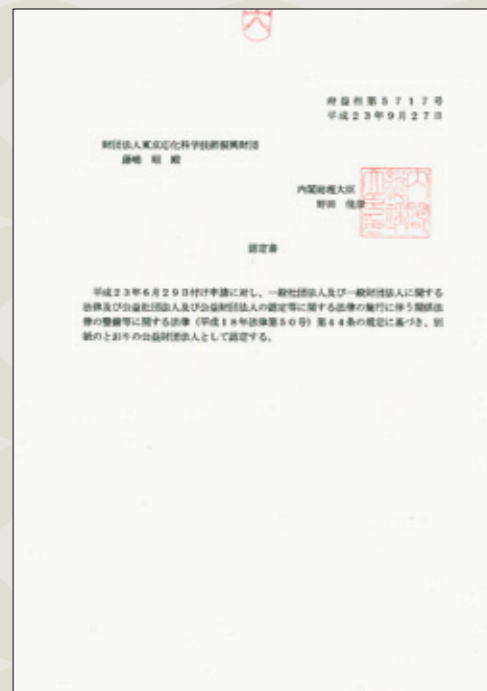 府益担第5717号
平成23年9月27日
財団法人東京応化科学技術振興財団
藤嶋 昭 殿
内閣総理大臣
野田 佳彦
認定書
平成23年6月29日付け申請に対し、一般社団法人及び一般財団法人に関する
法律及び公益社団法人及び公益財団法人の認定等に関する法律の施行に伴う関係法
律の整備等に関する法律（平成18年法律第50号）第44条の規定に基づき、別
紙のとおりの公益財団法人として認定する。